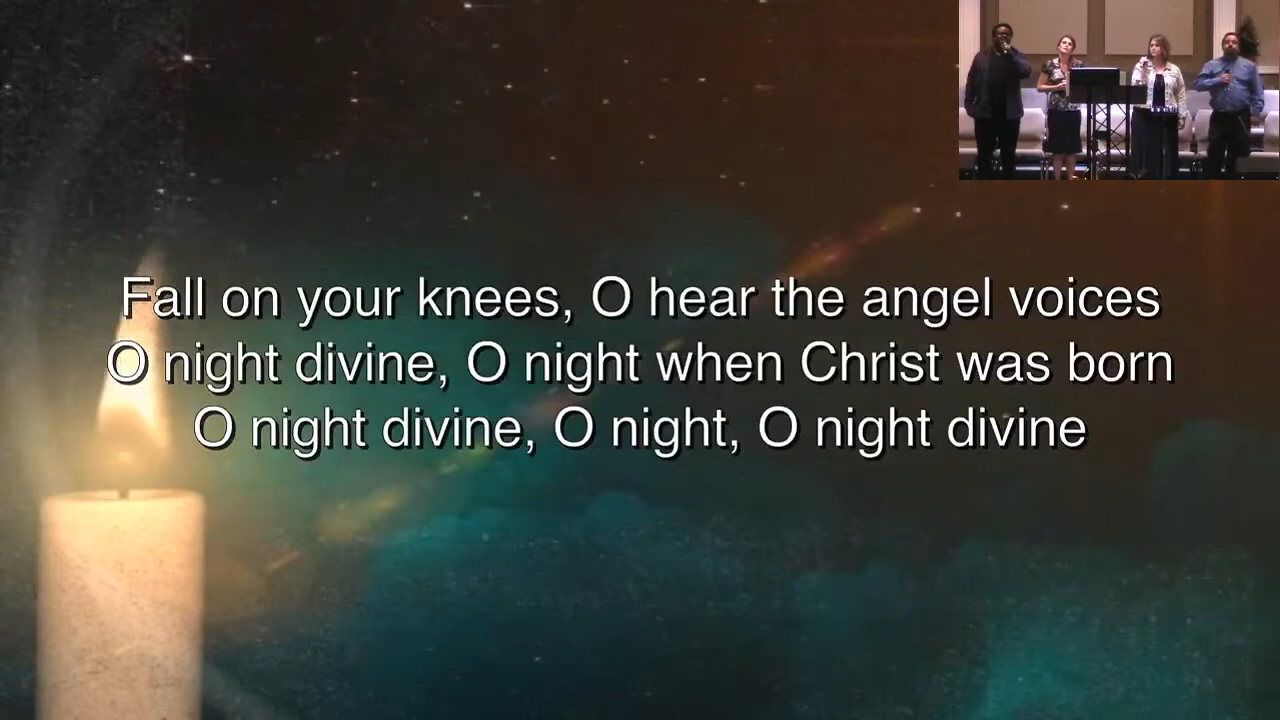 Fall on your knees, O hear the angel voices
O night divine, O night when Christ was born
O night divine, O night, O night divine